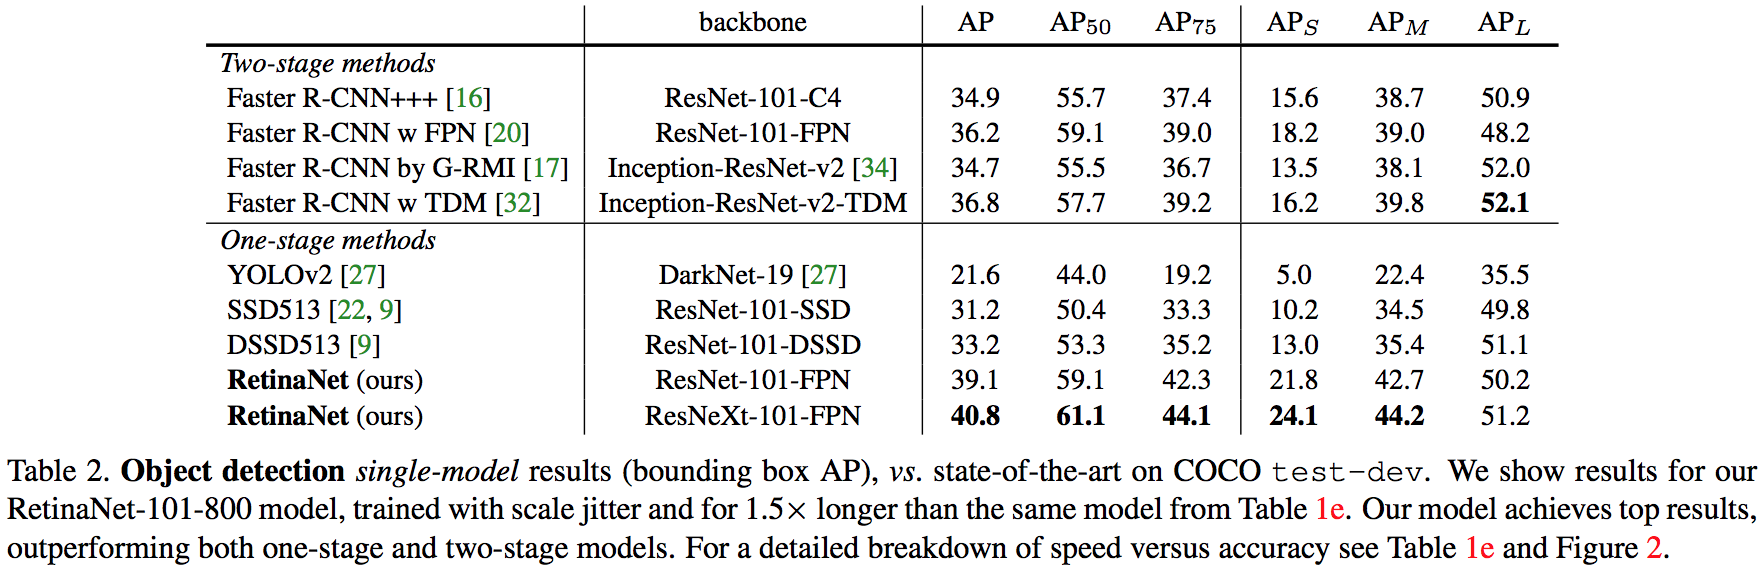 backbone AP AP50 AP75 APS APM APL
Two-stage methods
Faster R-CNN+++ [16] ResNet-101-C4 34.9 55.7 37.4 15.6 38.7 50.9
Faster R-CNN w FPN [20] ResNet-101-FPN 36.2 59.1 39.0 18.2 39.0 48.2
Faster R-CNN by G-RMI [17] Inception-ResNet-v2 [34] 34.7 55.5 36.7 13.5 38.1 52.0
Faster R-CNN w TDM [32] Inception-ResNet-v2-TDM 36.8 57.7 39.2 16.2 39.8 52.1
One-stage methods
YOLOv2 [27] DarkNet-19 [27] 21.6 44.0 19.2 5.0 22.4 35.5
SSD513 [22, 9] ResNet-101-SSD 31.2 50.4 33.3 10.2 34.5 49.8
DSSD513 [9] ResNet-101-DSSD 33.2 53.3 35.2 13.0 35.4 51.1
RetinaNet (ours) ResNet-101-FPN 39.1 59.1 42.3 21.8 42.7 50.2
RetinaNet (ours) ResNeXt-101-FPN 40.8 61.1 44.1 24.1 44.2 51.2
Table 2. Object detection single-model results (bounding box AP), vs. state-of-the-art on COCO test-dev. We show results for our
RetinaNet-101-800 model, trained with scale jitter and for 1.5× longer than the same model from Table 1e. Our model achieves top results,
outperforming both one-stage and two-stage models. For a detailed breakdown of speed versus accuracy see Table 1e and Figure 2.